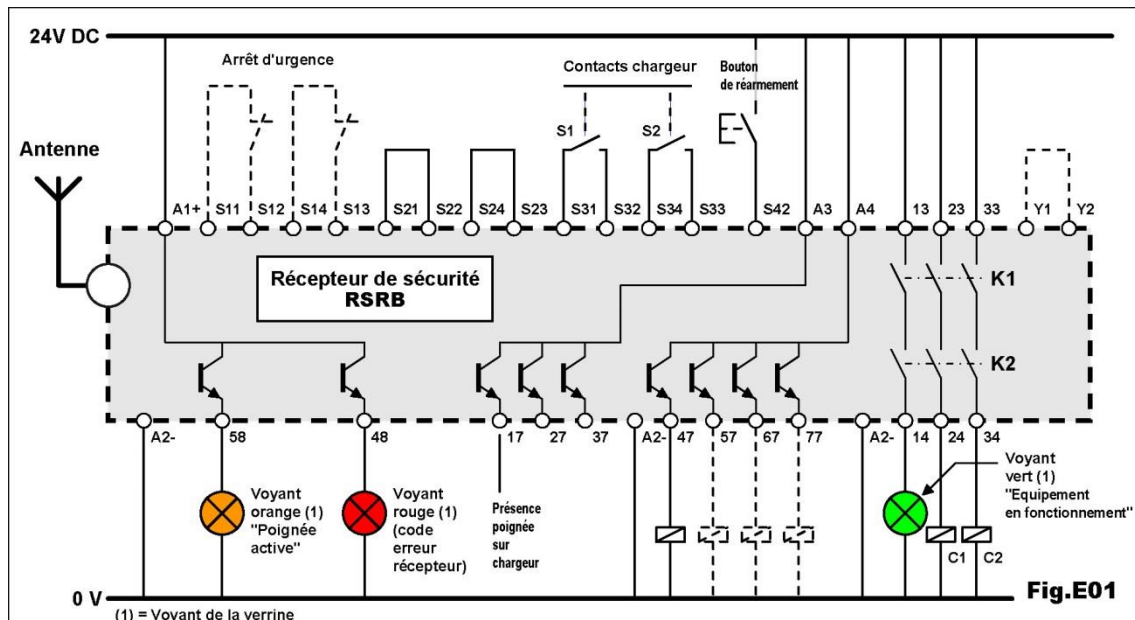 24V DC
Arrêt d'urgence
Contacts chargeur
Bouton
de réarmement
S1
S2
Antenne
A1+
S11
S12
S14
S13
S21
S22
S24
S23
S31
S32
S34
S33
S42
A3
A4
13
23
33
Y1
Y2
Récepteur de sécurité
RSRB
K1
K2
A2-
58
48
17
27
37
A2-
47
57
67
77
A2-
14
24
34
Voyant
orange (1)
"Poignée
active"
Voyant
rouge (1)
(code
erreur
récepteur)
Présence
poignée
sur
chargeur
Voyant
vert (1)
"Equipement
en fonctionnement"
C1
C2
0 V
Fig.E01
(1) = Voyant de la verrine